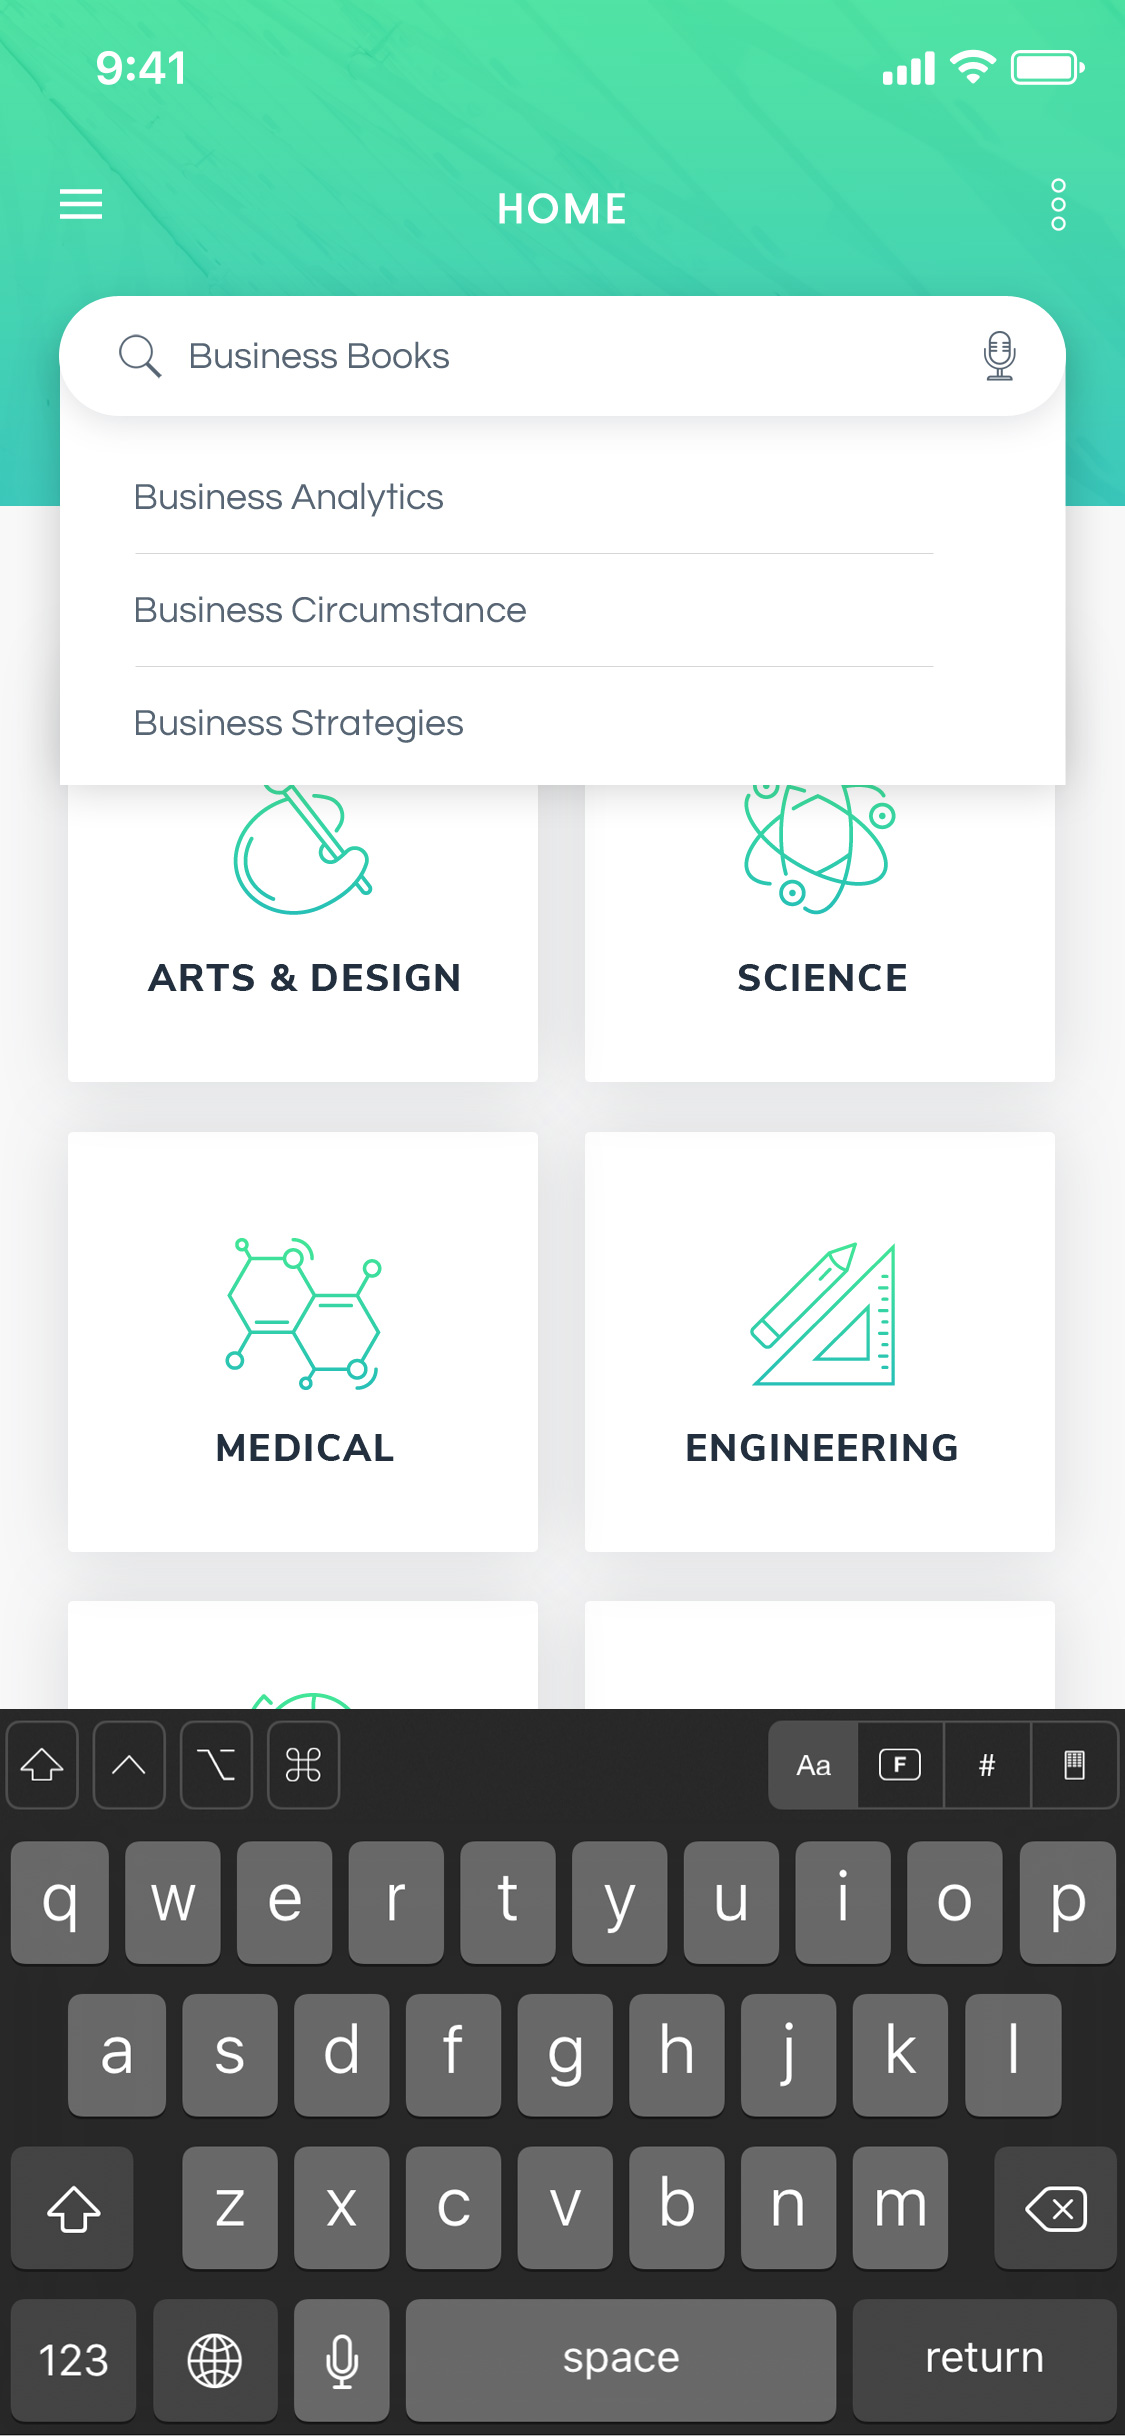 9:41
HOME
Business Books
Business Analytics
Business Circumstance
Business Strategies
ARTS & DESIGN
SCIENCE
MEDICAL
ENGINEERING
Aa
F
#
q w e r t y u i o p
a s d f g h j k l
z x c v b n m
123
space
return